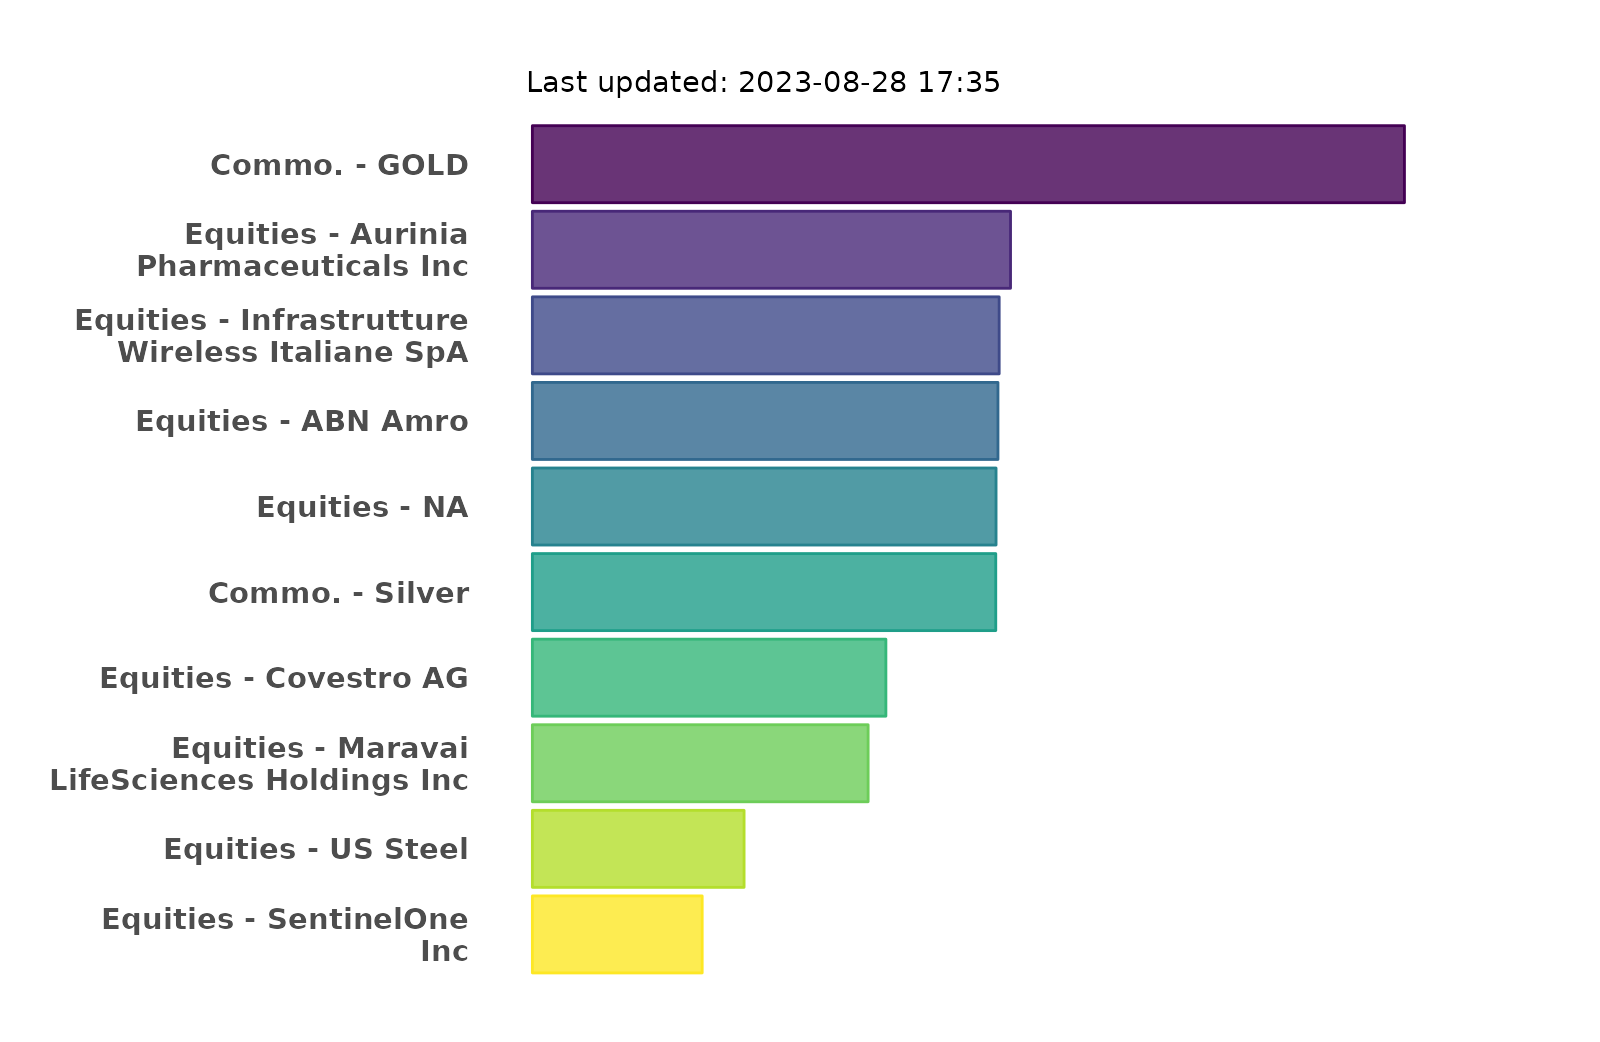 Last updated: 2023-08-28 17:35
Commo. - GOLD
Equities - Aurinia
Pharmaceuticals Inc
Equities - Infrastrutture
Wireless Italiane SpA
Equities - ABN Amro
Equities - NA
Commo. - Silver
Equities - Covestro AG
Equities - Maravai
LifeSciences Holdings Inc
Equities - US Steel
Equities - SentinelOne
Inc